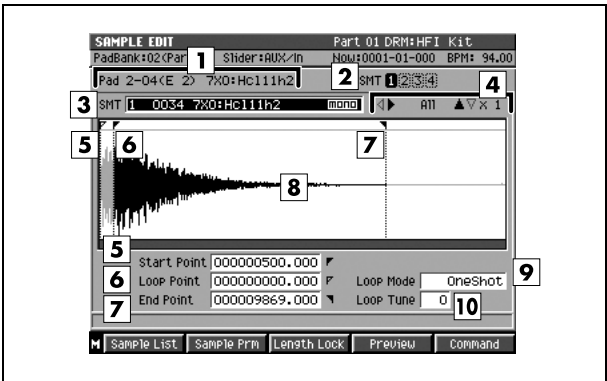 SAMPLE EDIT Part 01 DRM:HFI Kit
PadBank:02(Par 1 Slider:AUX/In Now:0001-01-000 BPM: 94.00
Pad 2-04(E 2) 7X0:Hcl11h2 2 SMT 1 2 3 4 4
3 SMT 1 0034 7X0:Hcl11h2 mono All x 1
5 6 7
8
5
Start Point 000000500.000
6 Loop Point 000000000.000 Loop Mode OneShot 9
7 End Point 000009869.000 Loop Tune 0 10
M Sample List Sample Prm Length Lock Preview Command